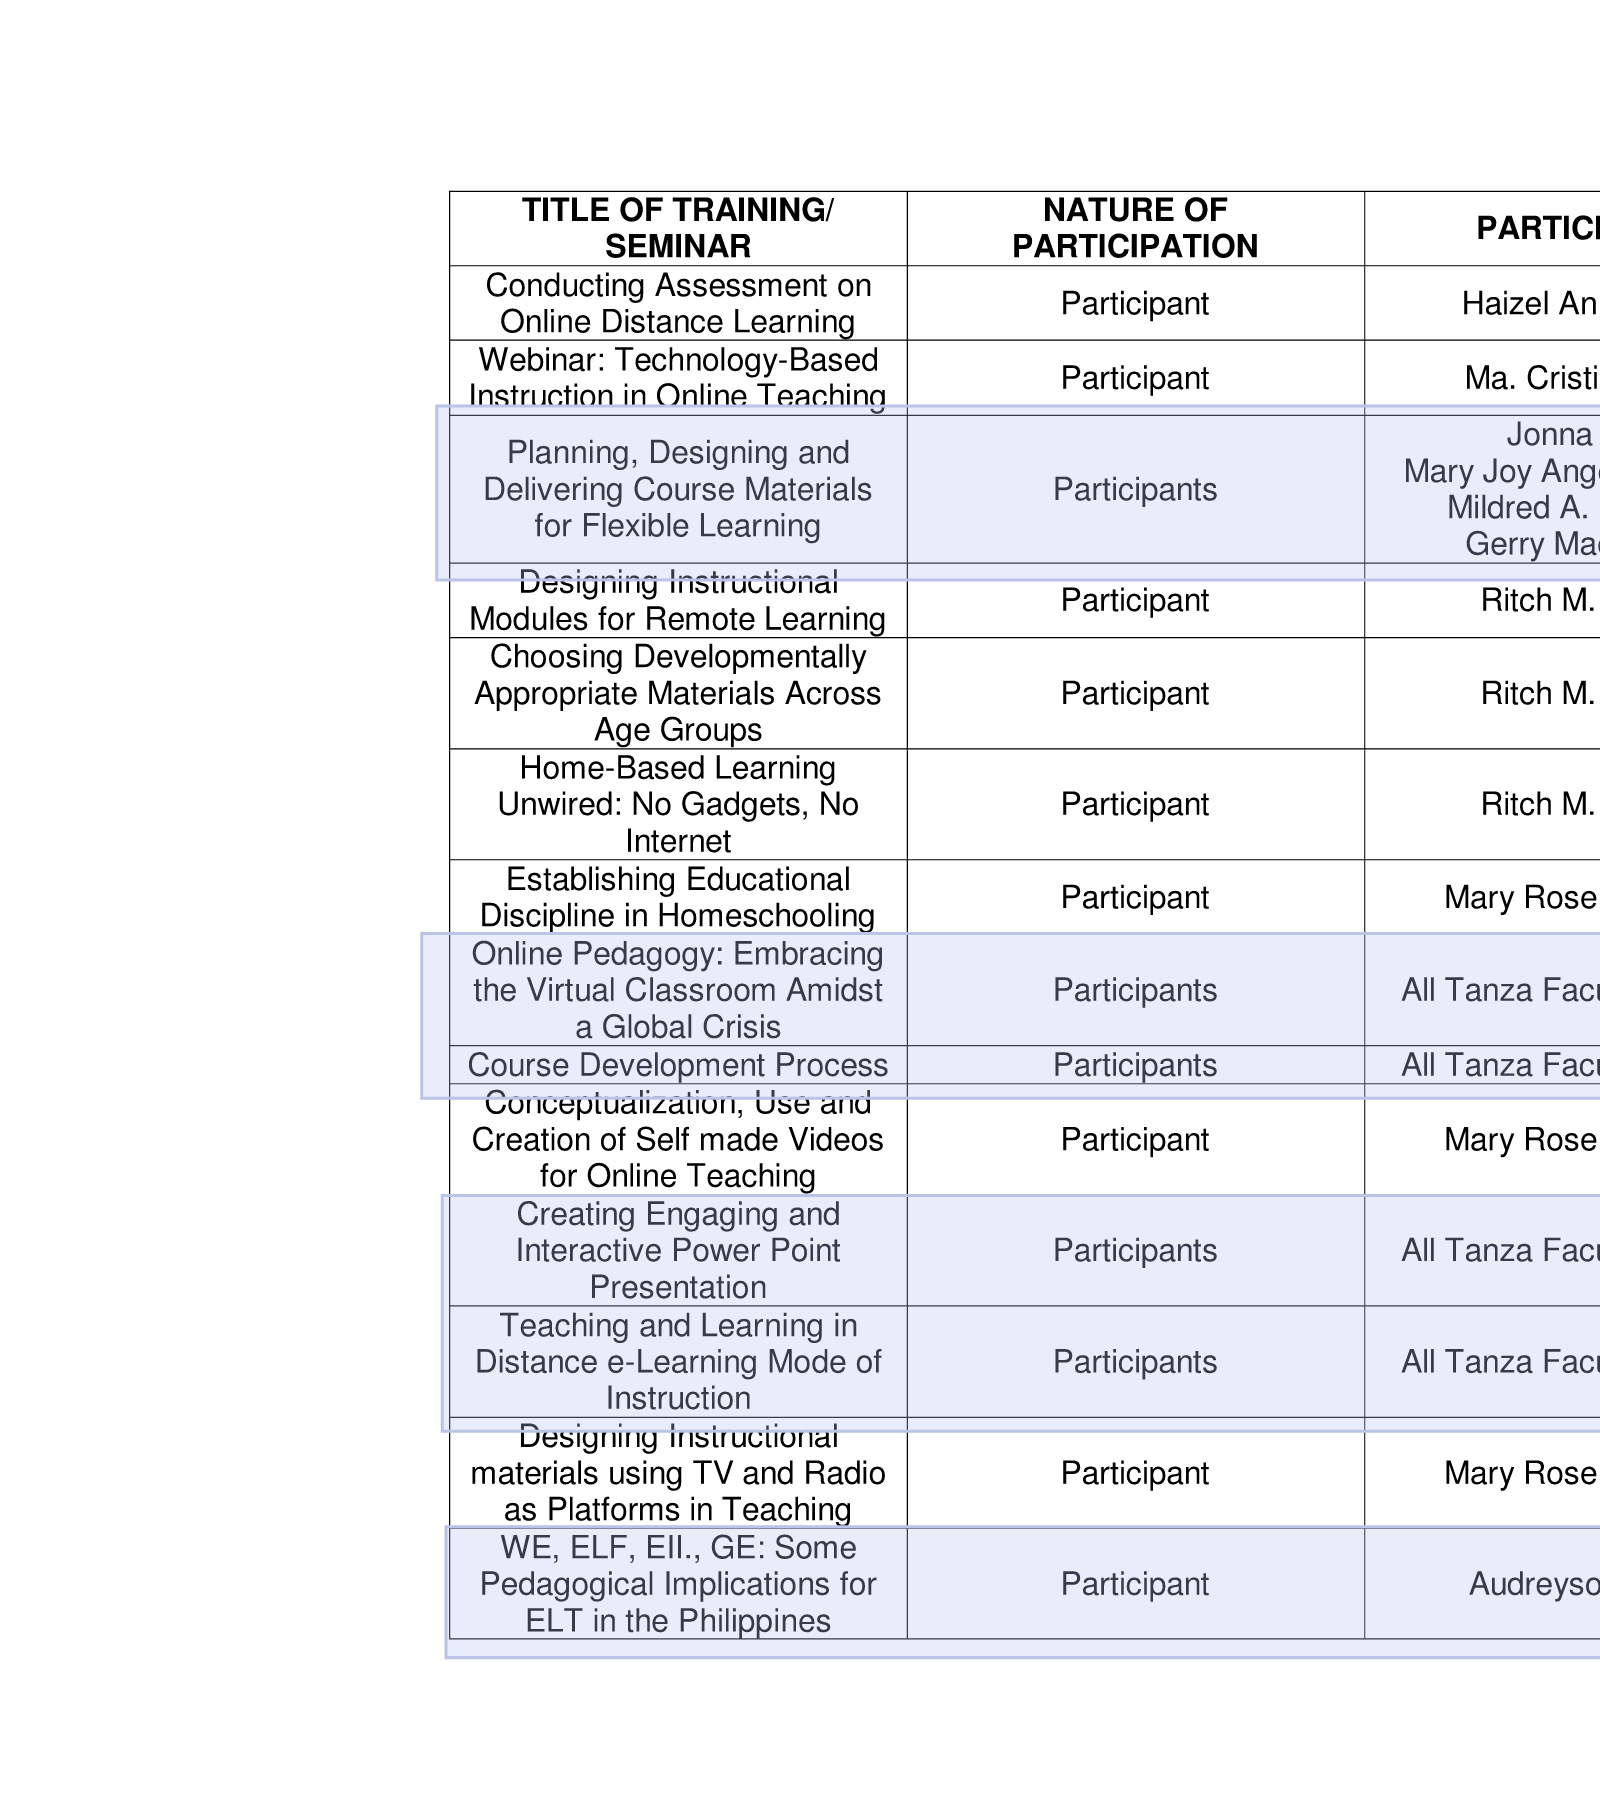 TITLE OF TRAINING/
SEMINAR
NATURE OF
PARTICIPATION
PARTICI
Conducting Assessment on
Online Distance Learning
Participant
Haizel An
Webinar: Technology-Based
Instruction in Online Teaching
Participant
Ma. Cristi
Planning, Designing and
Delivering Course Materials
for Flexible Learning
Participants
Jonna
Mary Joy Ang
Mildred A.
Gerry Ma
Designing Instructional
Modules for Remote Learning
Participant
Ritch M.
Choosing Developmentally
Appropriate Materials Across
Age Groups
Participant
Ritch M.
Home-Based Learning
Unwired: No Gadgets, No
Internet
Participant
Ritch M.
Establishing Educational
Discipline in Homeschooling
Participant
Mary Rose
Online Pedagogy: Embracing
the Virtual Classroom Amidst
a Global Crisis
Participants
All Tanza Facu
Course Development Process
Participants
All Tanza Facu
Conceptualization, Use and
Creation of Self made Videos
for Online Teaching
Participant
Mary Rose
Creating Engaging and
Interactive Power Point
Presentation
Participants
All Tanza Facu
Teaching and Learning in
Distance e-Learning Mode of
Instruction
Participants
All Tanza Facu
Designing Instructional
materials using TV and Radio
as Platforms in Teaching
Participant
Mary Rose
WE, ELF, EIl., GE: Some
Pedagogical Implications for
ELT in the Philippines
Participant
Audreyso